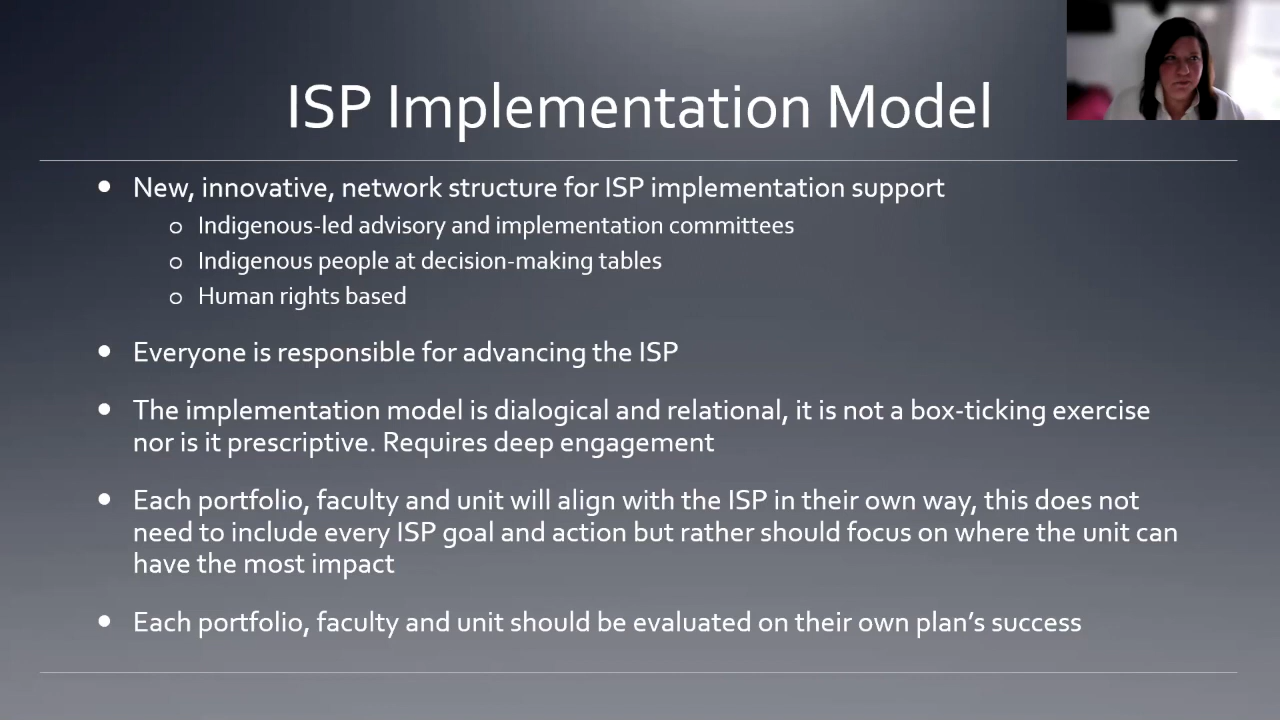 ISP Implementation Model
New, innovative, network structure for ISP implementation support
Indigenous-led advisory and implementation committees
Indigenous people at decision-making tables
Human rights based
Everyone is responsible for advancing the ISP
The implementation model is dialogical and relational, it is not a box-ticking exercise
nor is it prescriptive. Requires deep engagement
Each portfolio, faculty and unit will align with the ISP in their own way, this does not
need to include every ISP goal and action but rather should focus on where the unit can
have the most impact
Each portfolio, faculty and unit should be evaluated on their own plan’s success